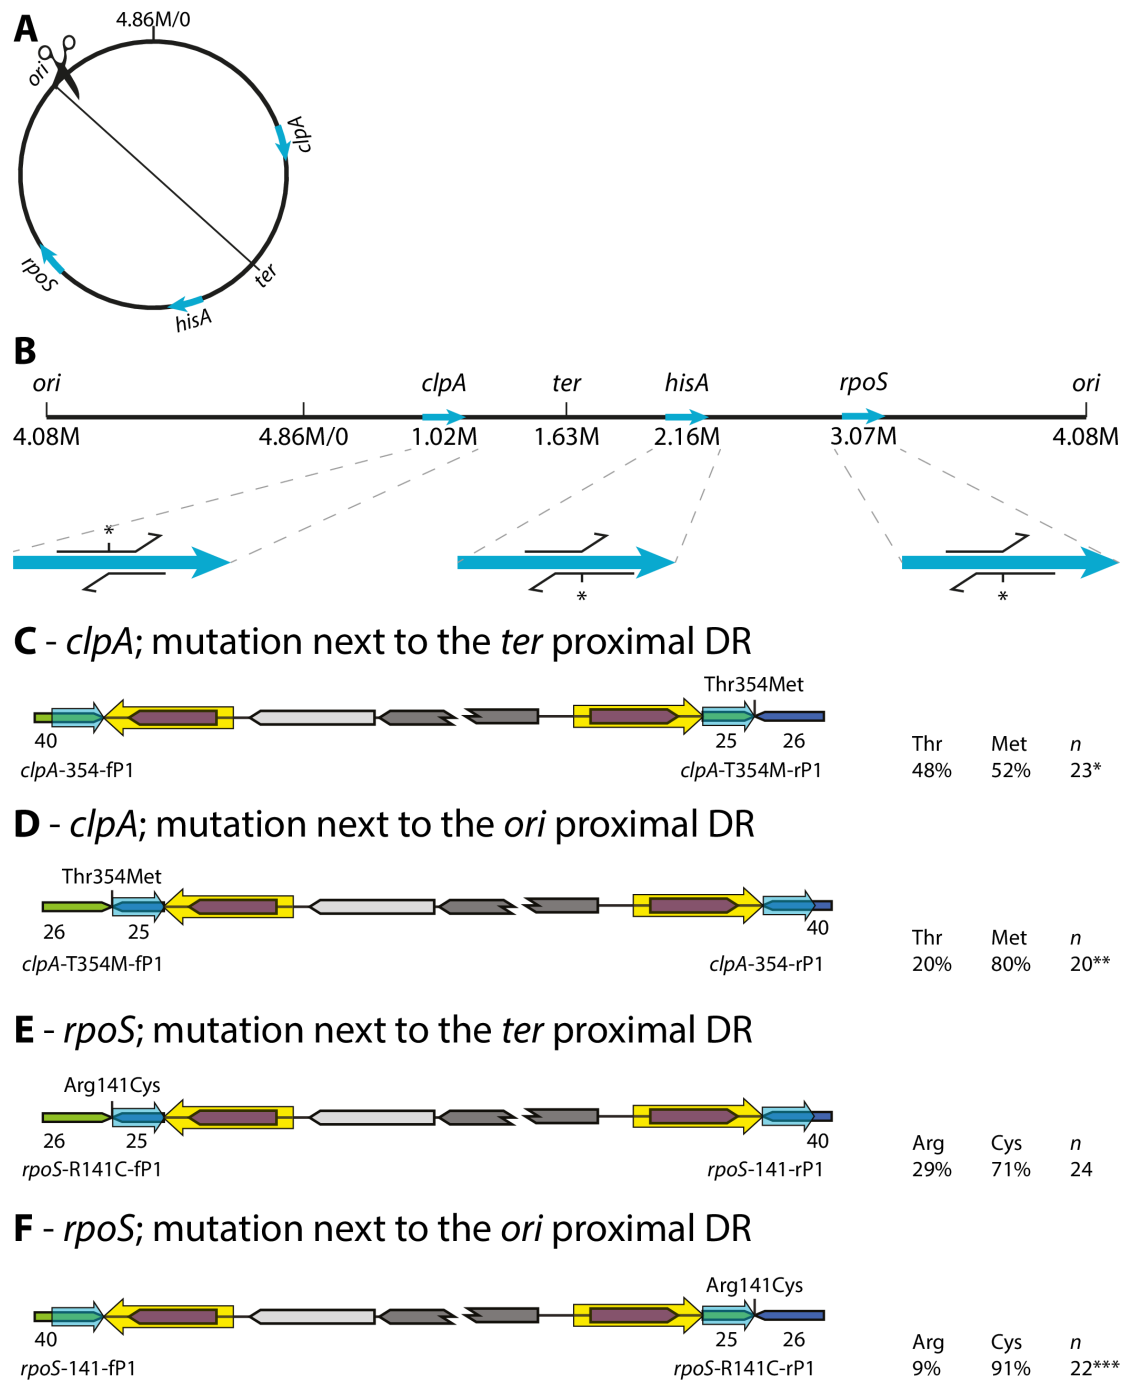 A
4.86M/0
ori
clpA
rpoS
ter
hisA
B
ori clpA ter hisA rpoS ori
4.08M 4.86M/0 1.02M 1.63M 2.16M 3.07M 4.08M
*
* *
C - clpA; mutation next to the ter proximal DR
Thr354Met
40 25 26
clpA-354-fP1 clpA-T354M-rP1
Thr Met n
48% 52% 23*
D - clpA; mutation next to the ori proximal DR
Thr354Met
26 25 40
clpA-T354M-fP1 clpA-354-rP1
Thr Met n
20% 80% 20**
E - rpoS; mutation next to the ter proximal DR
Arg141Cys
26 25 40
rpoS-R141C-fP1 rpoS-141-rP1
Arg Cys n
29% 71% 24
F - rpoS; mutation next to the ori proximal DR
Arg141Cys
40 25 26
rpoS-141-fP1 rpoS-R141C-rP1
Arg Cys n
9% 91% 22***